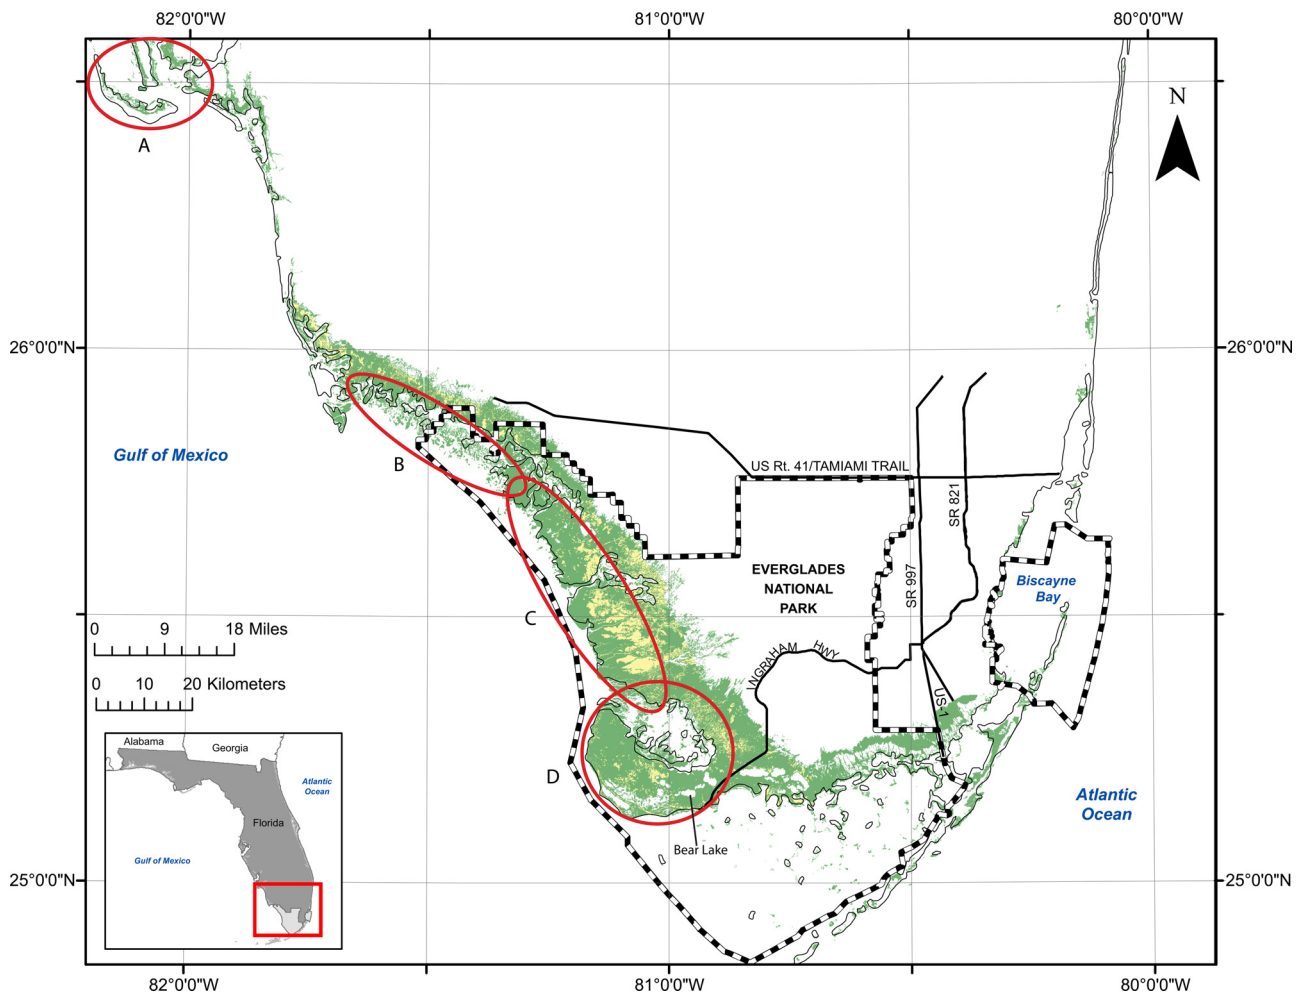 82°0'0"W
81°0'0"W
80°0'0"W
N
A
26°0'0"N
26°0'0"N
Gulf of Mexico
B
US Rt. 41/TAMIAMI TRAIL
SR 821
EVERGLADES
NATIONAL
PARK
SR 997
Biscayne
Bay
C
0 9 18 Miles
0 10 20 Kilometers
INGRAHAM HWY
US-1
D
Atlantic
Ocean
Bear Lake
Alabama
Georgia
Atlantic
Ocean
Florida
Gulf of Mexico
25°0'0"N
25°0'0"N
82°0'0"W
81°0'0"W
80°0'0"W